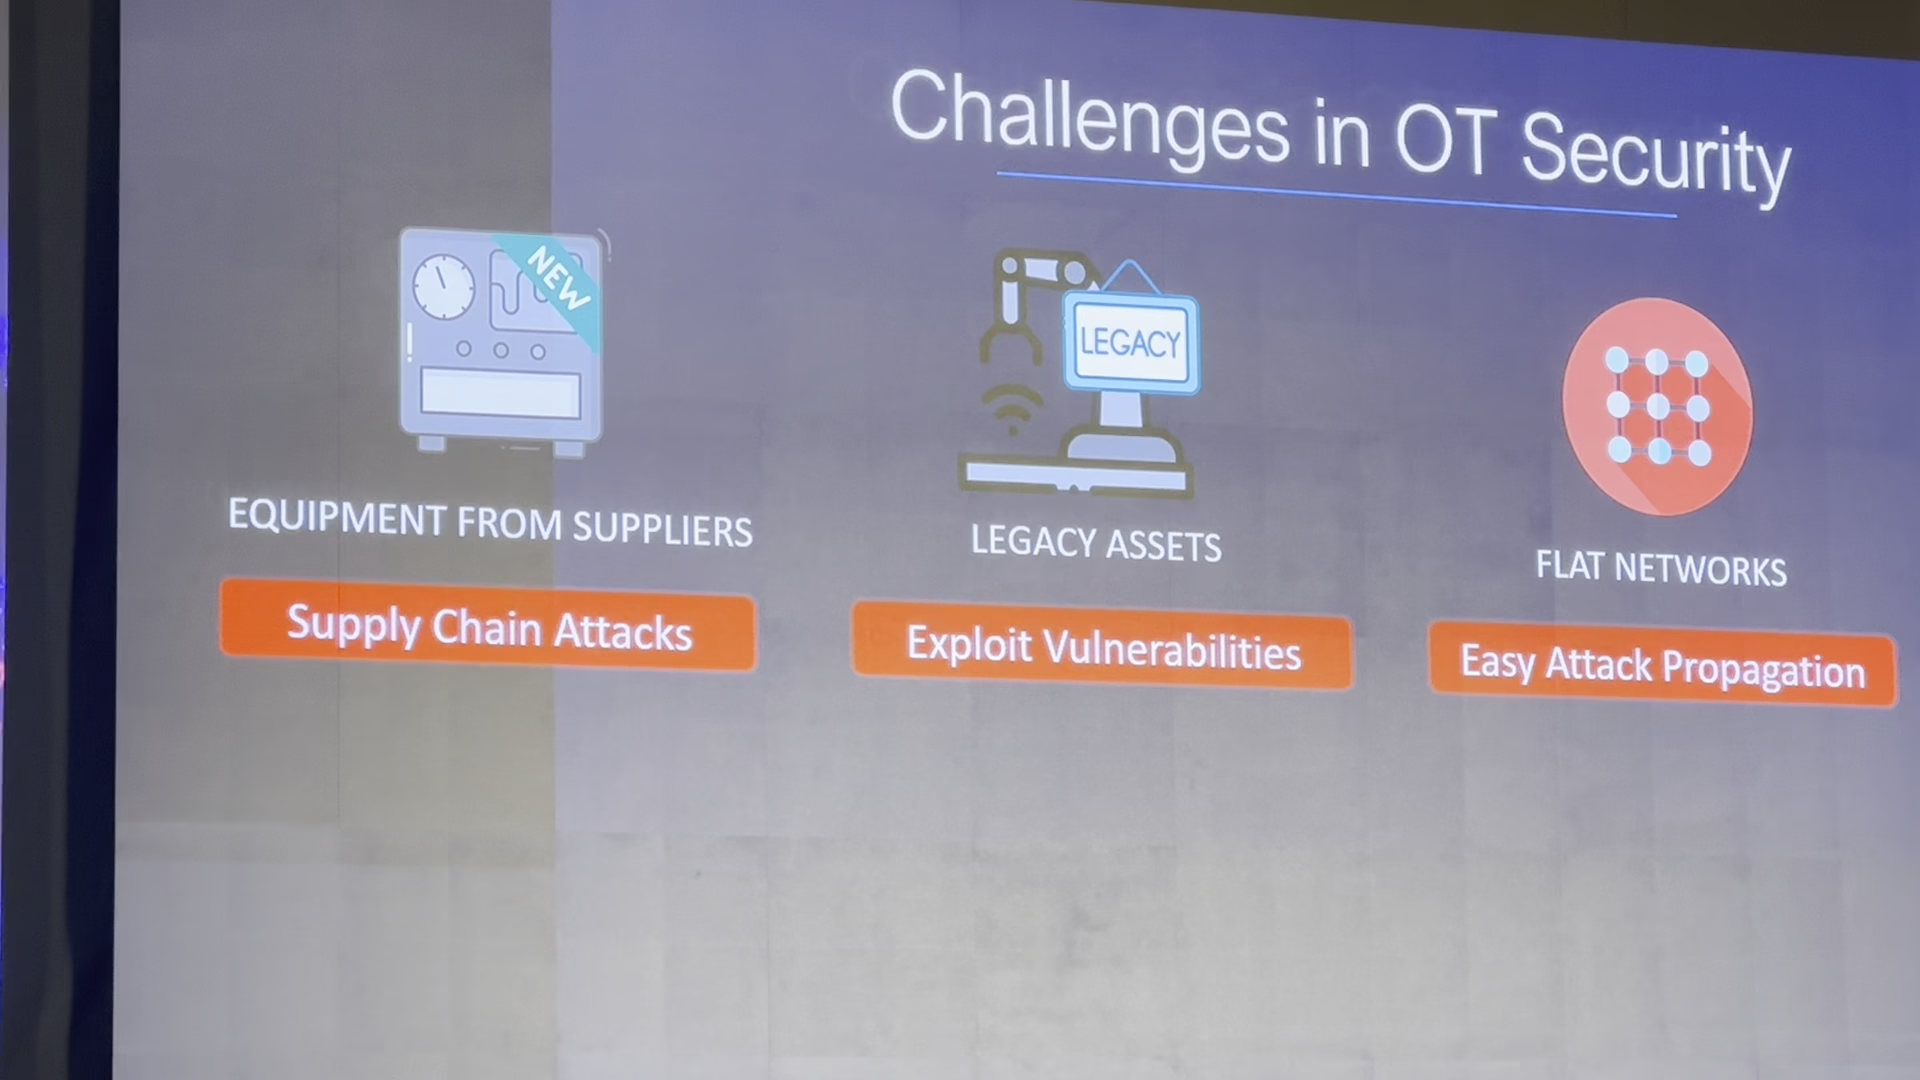 Challenges in OT Security
NEW
LEGACY
EQUIPMENT FROM SUPPLIERS
LEGACY ASSETS
FLAT NETWORKS
Supply Chain Attacks
Exploit Vulnerabilities
Easy Attack Propagation